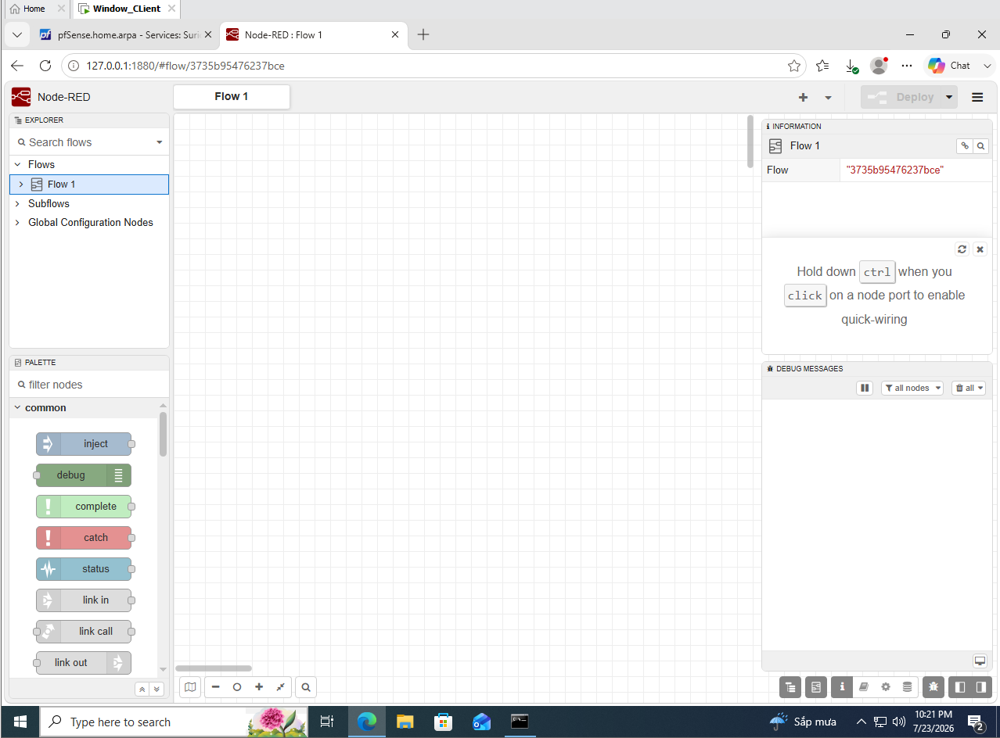 Home
Window_CLient
pfSense.home.arpa - Services: Suri
Node-RED : Flow 1
127.0.0.1:1880/#flow/3735b95476237bce
Chat
Node-RED
Flow 1
Deploy
EXPLORER
Search flows
Flows
Flow 1
Subflows
Global Configuration Nodes
PALETTE
filter nodes
common
inject
debug
complete
catch
status
link in
link call
link out
INFORMATION
Flow 1
Flow "3735b95476237bce"
Hold down ctrl when you
click on a node port to enable
quick-wiring
DEBUG MESSAGES
all nodes
all
Type here to search
Sắp mưa
10:21 PM
7/23/2026
2